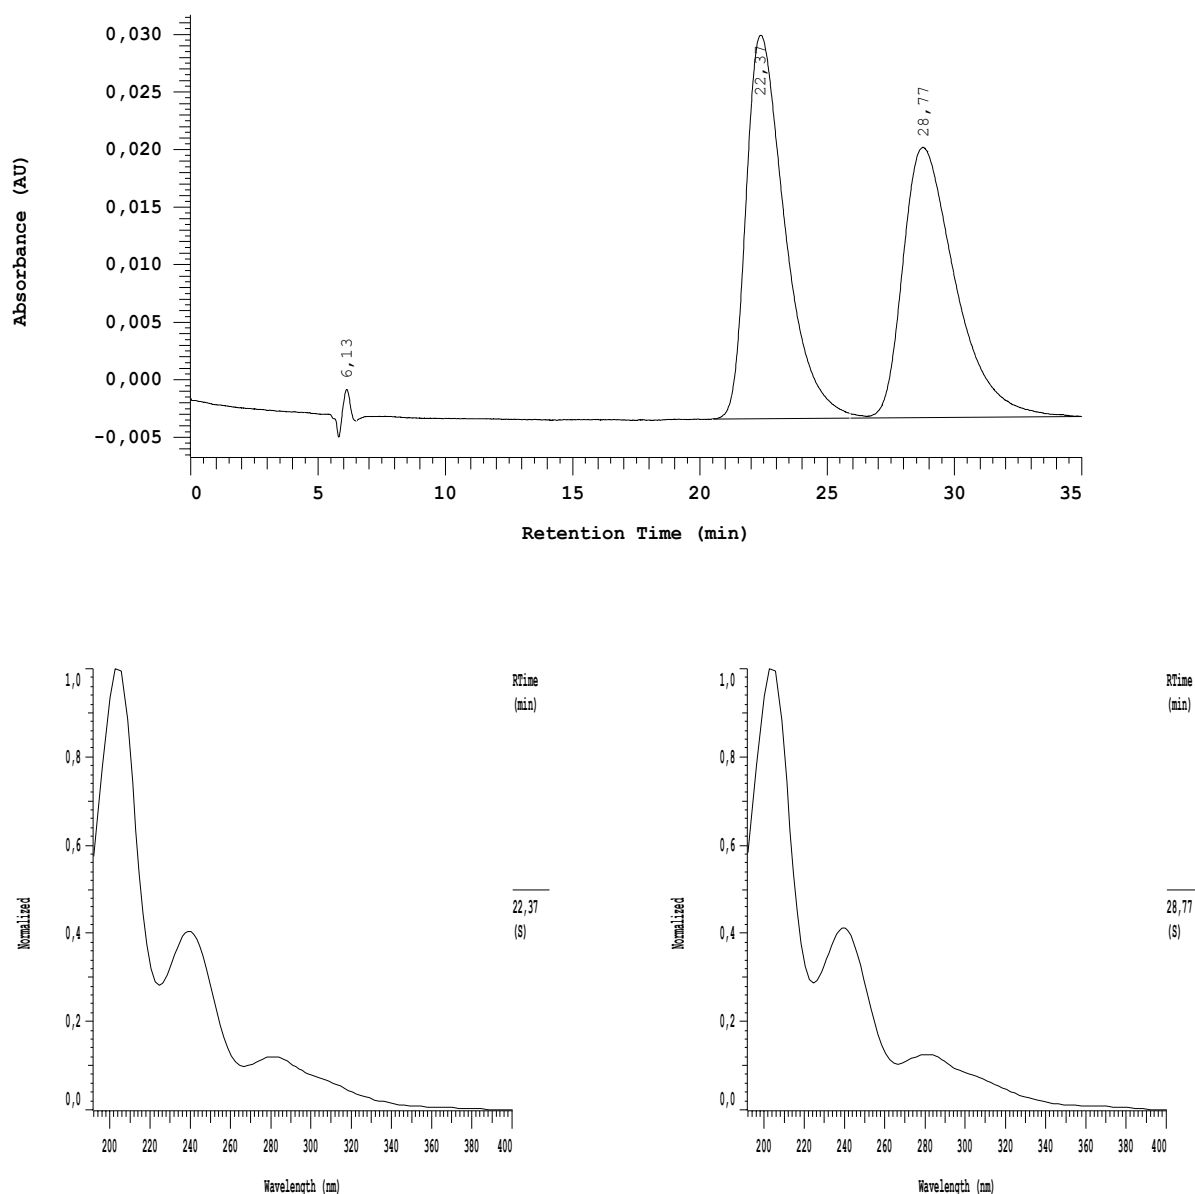 0,030
0,025
0,020
0,015
0,010
0,005
0,000
-0,005
Absorbance (AU)
6,13
22,37
28,77
0 5 10 15 20 25 30 35
Retention Time (min)
1,0
0,8
0,6
0,4
0,2
0,0
Normalized
200 220 240 260 280 300 320 340 360 380 400
Wavelength (nm)
RTime
(min)
22,37
(S)
1,0
0,8
0,6
0,4
0,2
0,0
Normalized
200 220 240 260 280 300 320 340 360 380 400
Wavelength (nm)
RTime
(min)
28,77
(S)